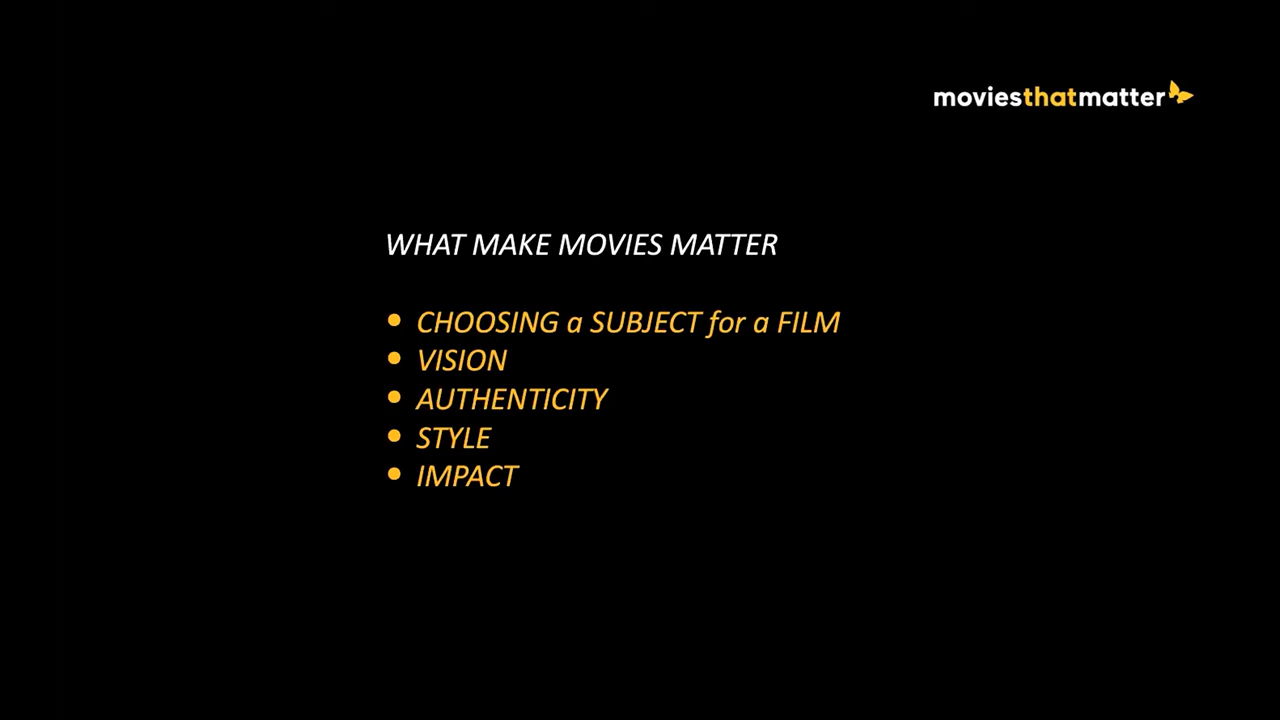 moviesthatmatter
WHAT MAKE MOVIES MATTER
• CHOOSING a SUBJECT for a FILM
• VISION
• AUTHENTICITY
• STYLE
• IMPACT